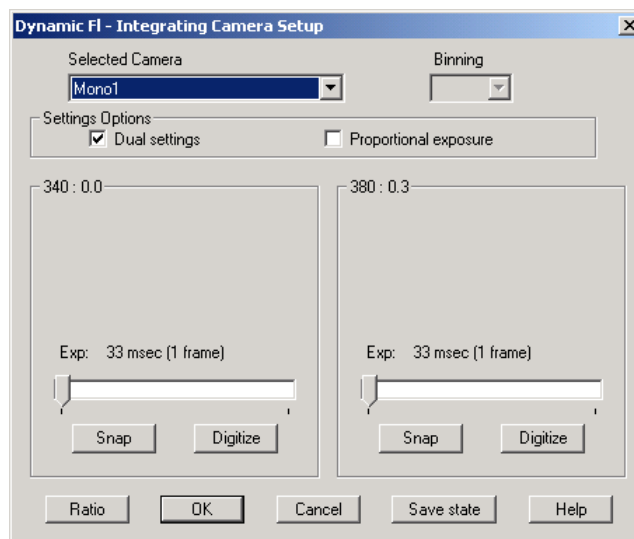 Dynamic Fl - Integrating Camera Setup
Selected Camera Binning
Mono1
Settings Options
Dual settings Proportional exposure
340 : 0.0 380 : 0.3
Exp: 33 msec (1 frame) Exp: 33 msec (1 frame)
Snap Digitize Snap Digitize
Ratio OK Cancel Save state Help